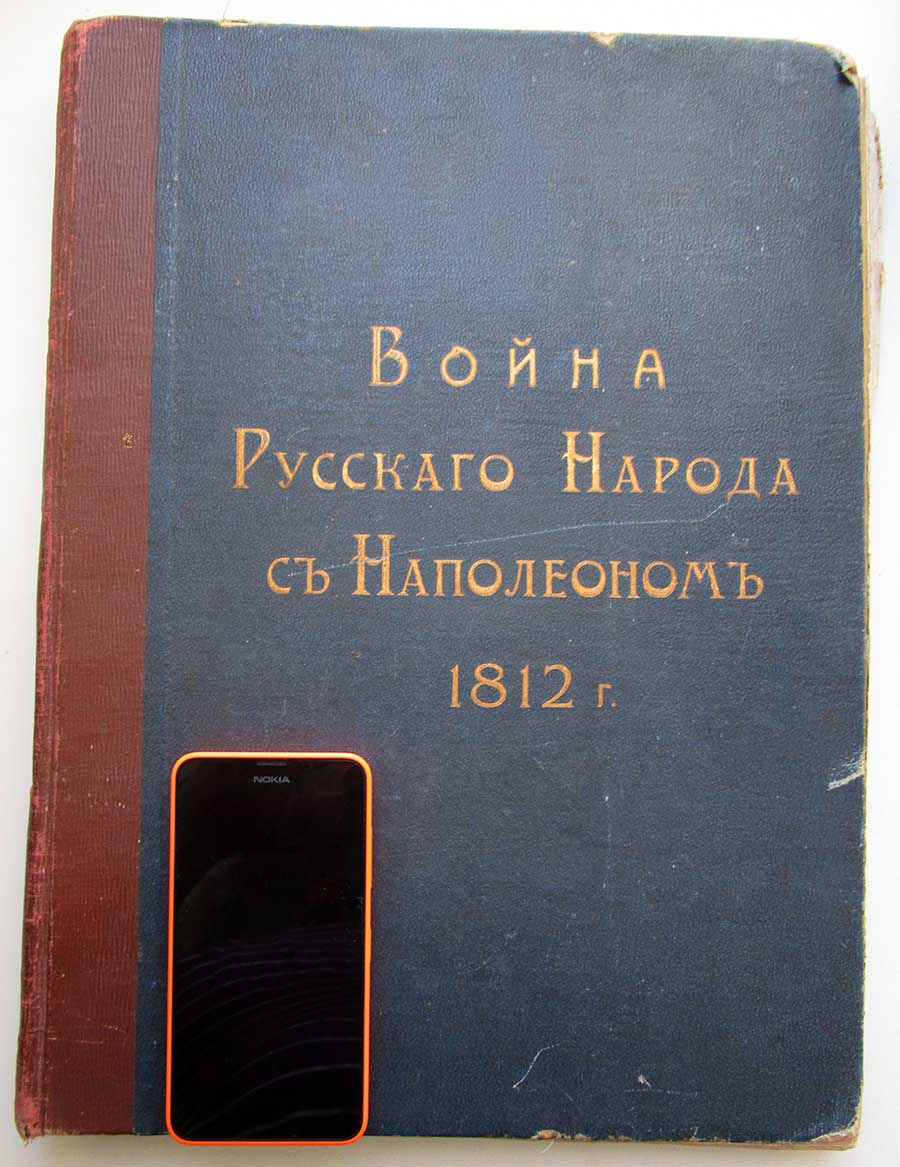 Война
Русскаго Народа
съ Наполеономъ
1812 г.
NOKIA